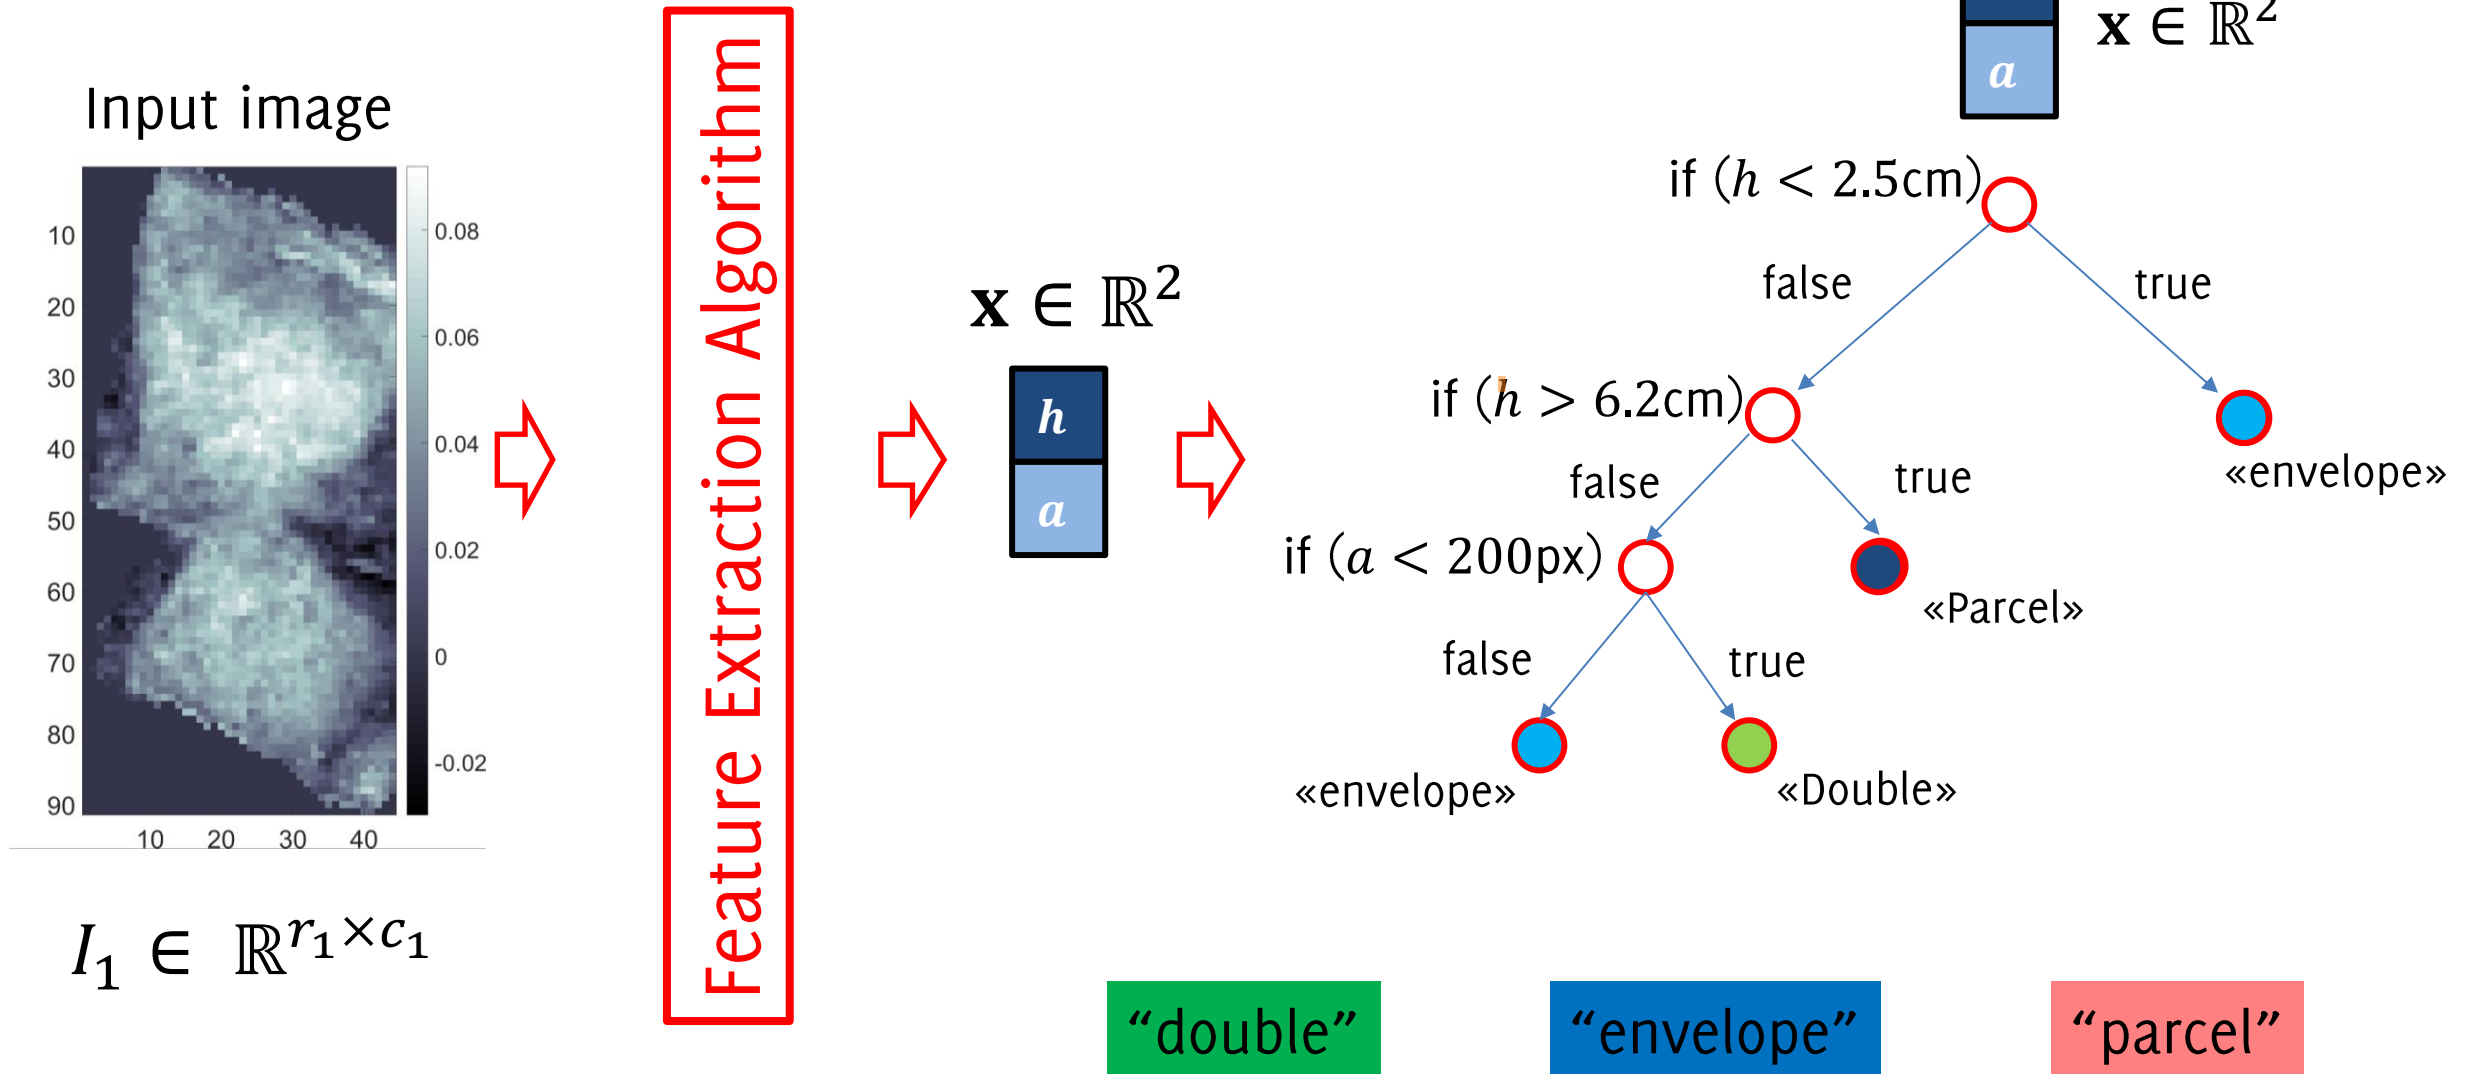 Input image
10
20
30
40
50
60
70
80
90
10 20 30 40
0.08
0.06
0.04
0.02
0
-0.02
I₁ ∈ ℝ^{r₁×c₁}
Feature Extraction Algorithm
x ∈ ℝ²
h
a
x ∈ ℝ²
a
if (h < 2.5cm)
false
true
if (h > 6.2cm)
«envelope»
false
true
if (a < 200px)
«Parcel»
false
true
«envelope»
«Double»
“double”
“envelope”
“parcel”